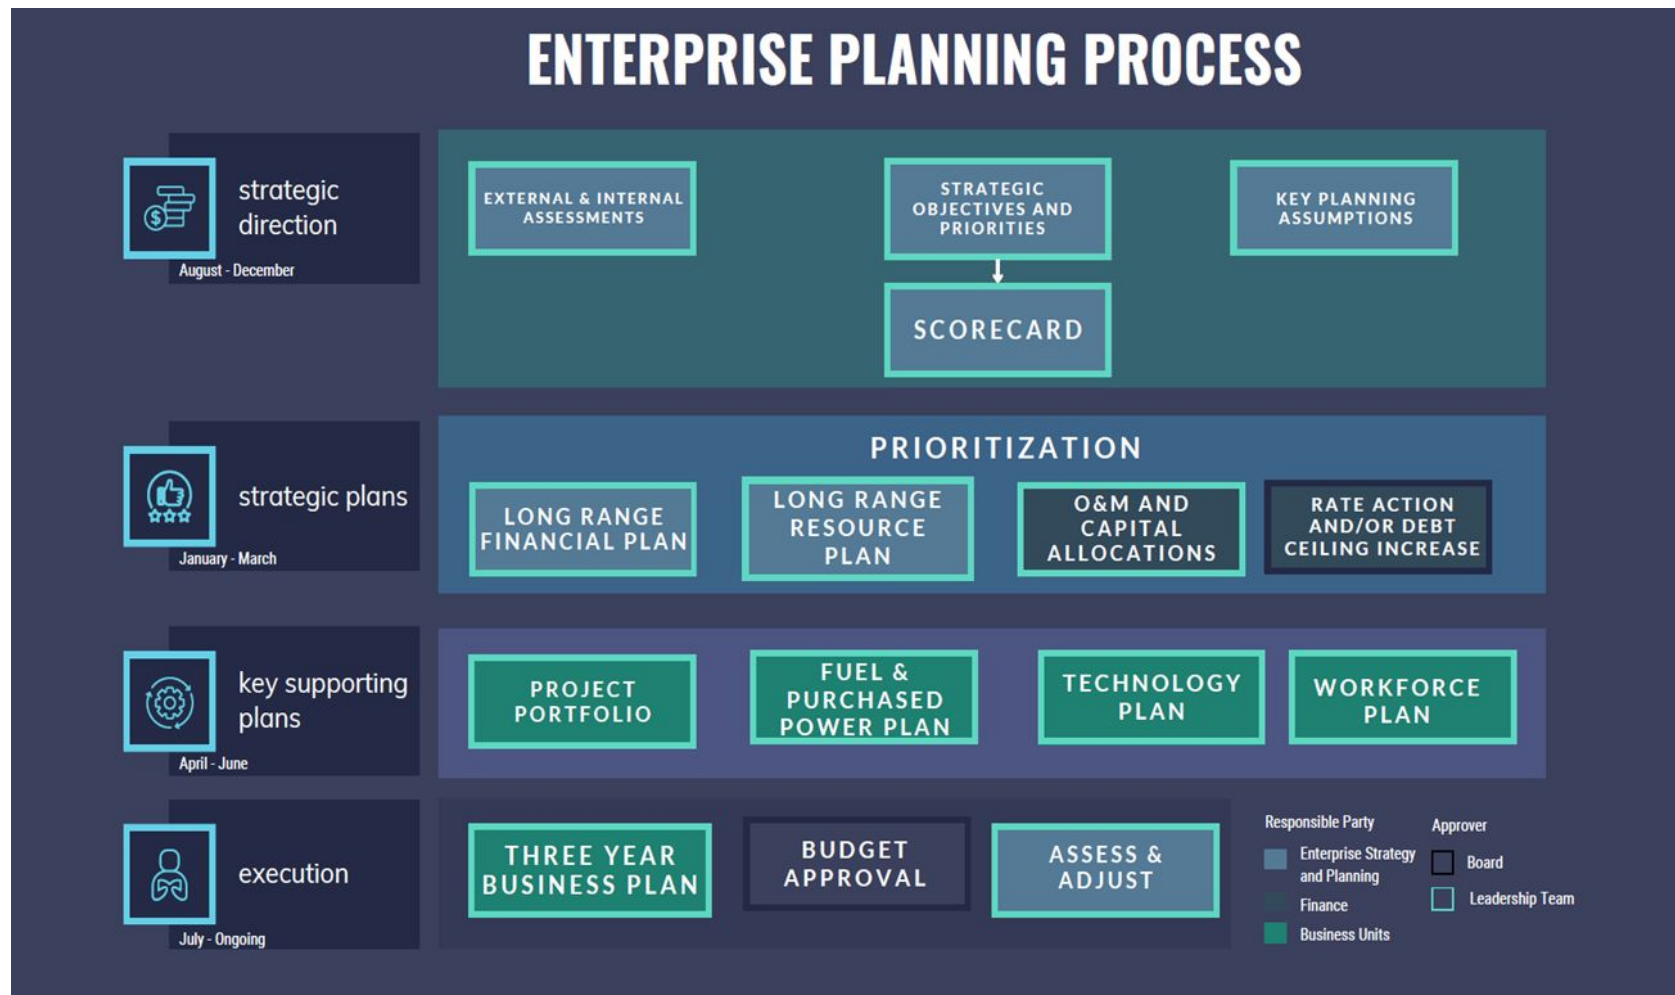 ENTERPRISE PLANNING PROCESS
strategic
direction
August - December
EXTERNAL & INTERNAL
ASSESSMENTS
STRATEGIC
OBJECTIVES AND
PRIORITIES
KEY PLANNING
ASSUMPTIONS
SCORECARD
strategic plans
January - March
PRIORITIZATION
LONG RANGE
FINANCIAL PLAN
LONG RANGE
RESOURCE
PLAN
O&M AND
CAPITAL
ALLOCATIONS
RATE ACTION
AND/OR DEBT
CEILING INCREASE
key supporting
plans
April - June
PROJECT
PORTFOLIO
FUEL &
PURCHASED
POWER PLAN
TECHNOLOGY
PLAN
WORKFORCE
PLAN
execution
July - Ongoing
THREE YEAR
BUSINESS PLAN
BUDGET
APPROVAL
ASSESS &
ADJUST
Responsible Party
Enterprise Strategy
and Planning
Finance
Business Units
Approver
Board
Leadership Team